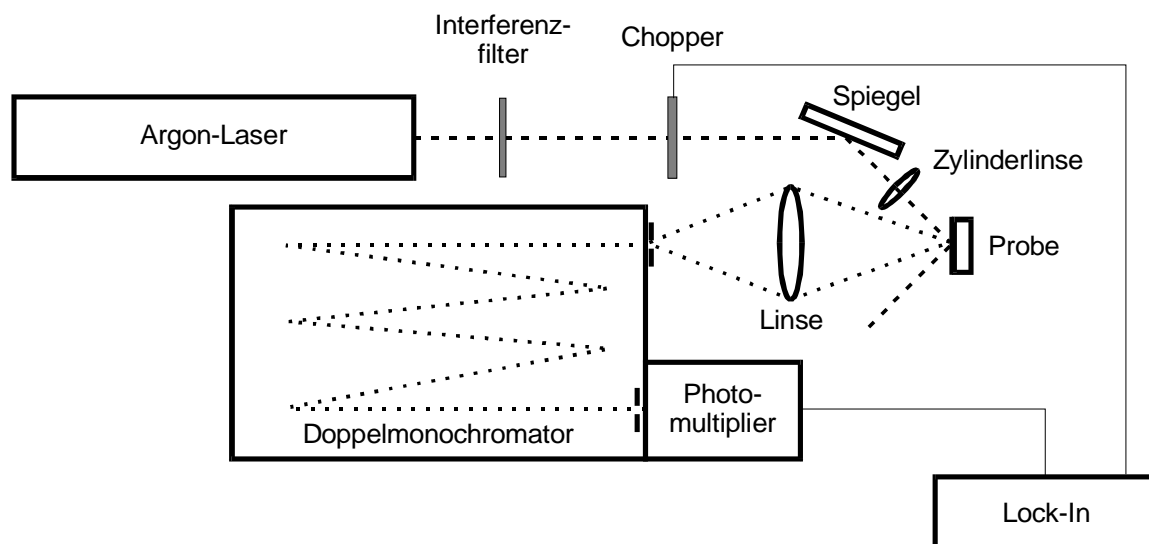 Interferenz-
filter
Chopper
Spiegel
Argon-Laser
Zylinderlinse
Probe
Linse
Photo-
multiplier
Doppelmonochromator
Lock-In